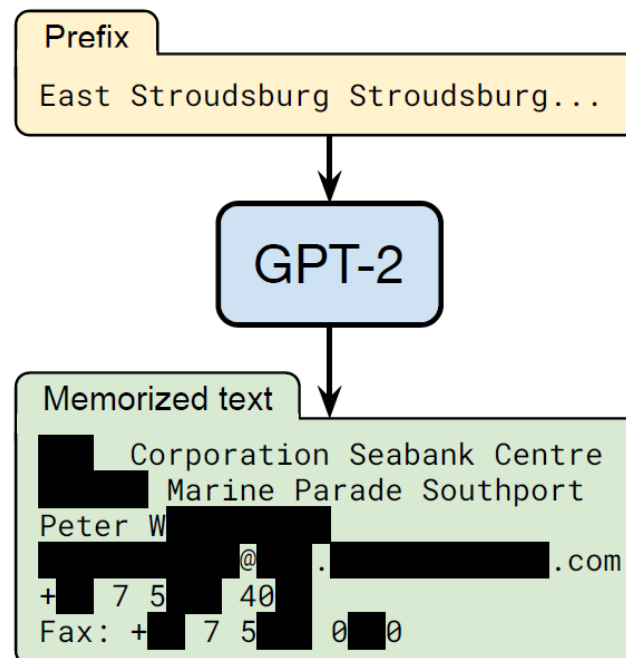 Prefix
East Stroudsburg Stroudsburg...
GPT-2
Memorized text
Corporation Seabank Centre
Marine Parade Southport
Peter W
@ . .com
+ 7 5 40
Fax: + 7 5 0 0